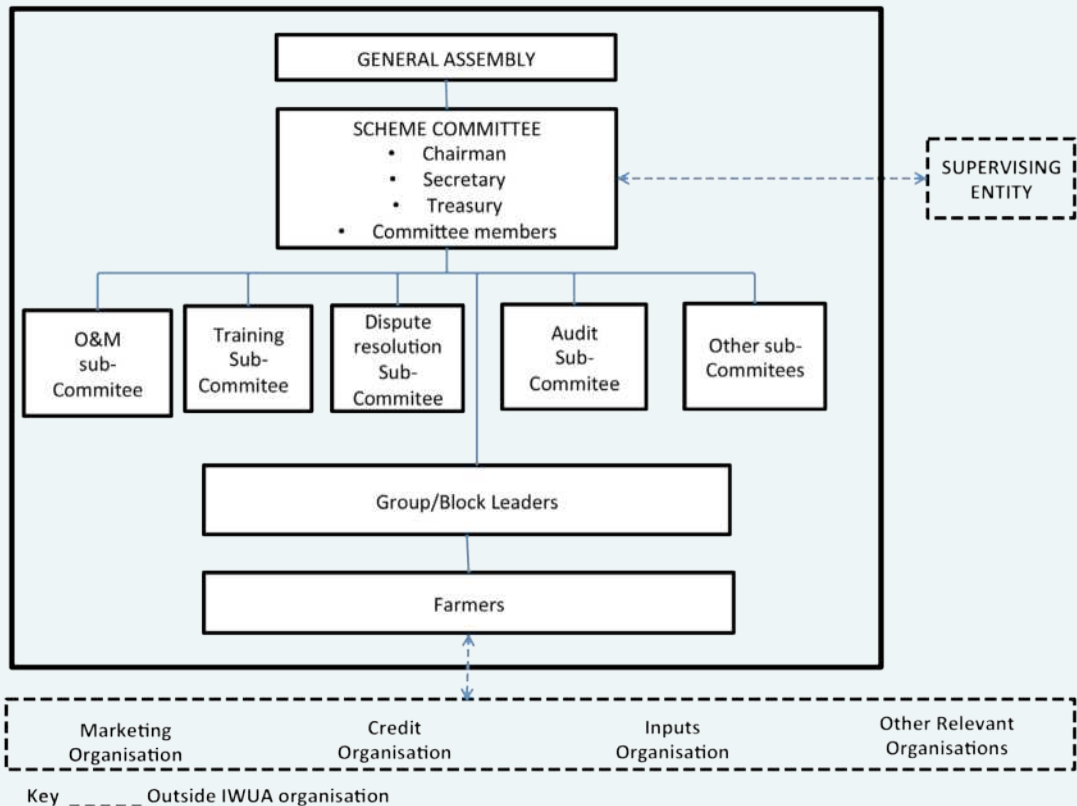 GENERAL ASSEMBLY
SCHEME COMMITTEE
• Chairman
▪ Secretary
• Treasury
• Committee members
SUPERVISING
ENTITY
O&M
sub-
Commitee
Training
Sub-
Commitee
Dispute
resolution
Sub-
Commitee
Audit
Sub-
Commitee
Other sub-
Commitees
Group/Block Leaders
Farmers
Marketing
Organisation
Credit
Organisation
Inputs
Organisation
Other Relevant
Organisations
Key _ _ _ _ _ Outside IWUA organisation